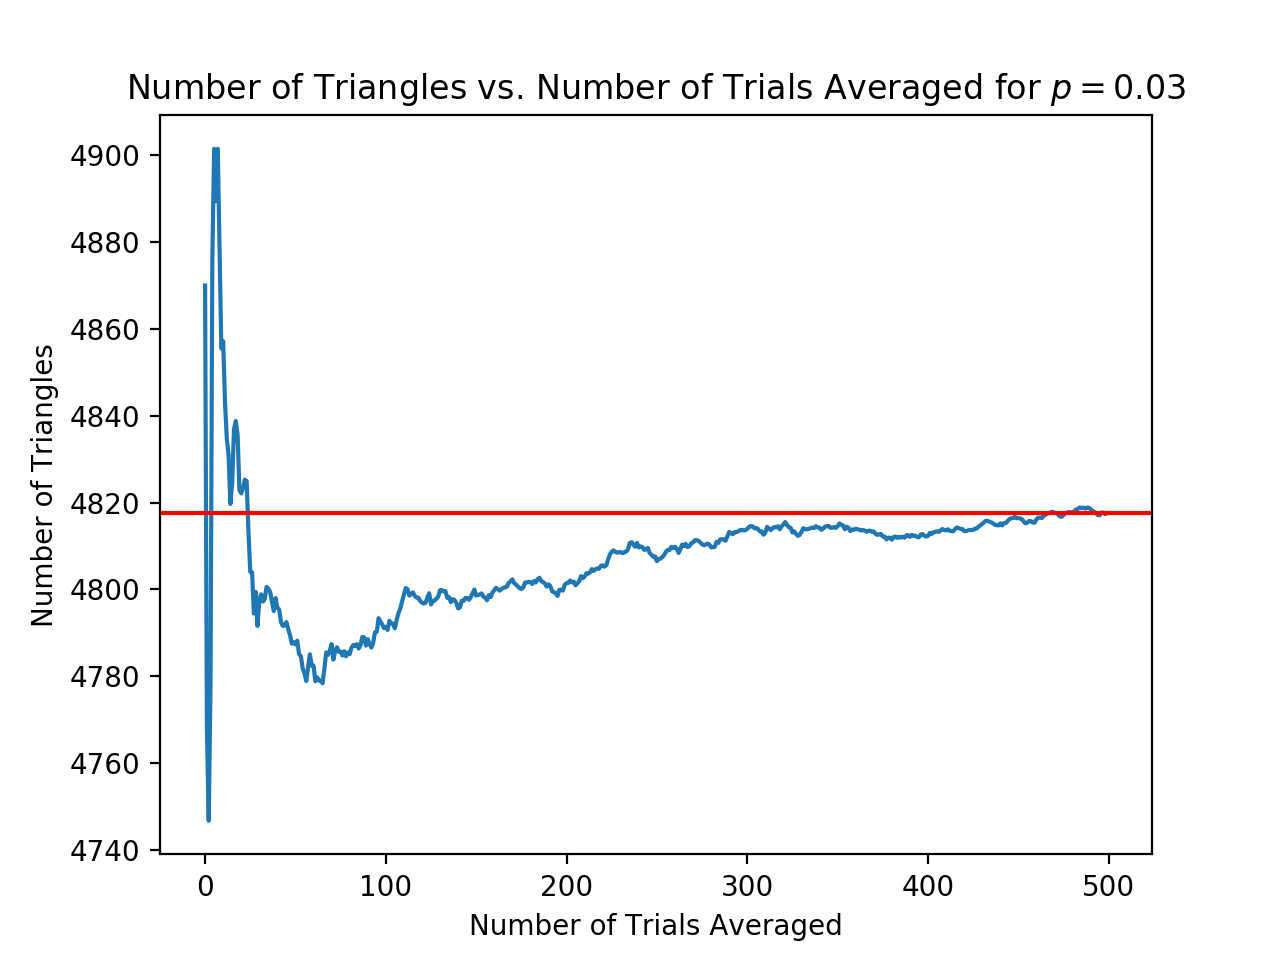 Number of Triangles vs. Number of Trials Averaged for p = 0.03
4900
4880
4860
4840
4820
4800
4780
4760
4740
Number of Triangles
0 100 200 300 400 500
Number of Trials Averaged